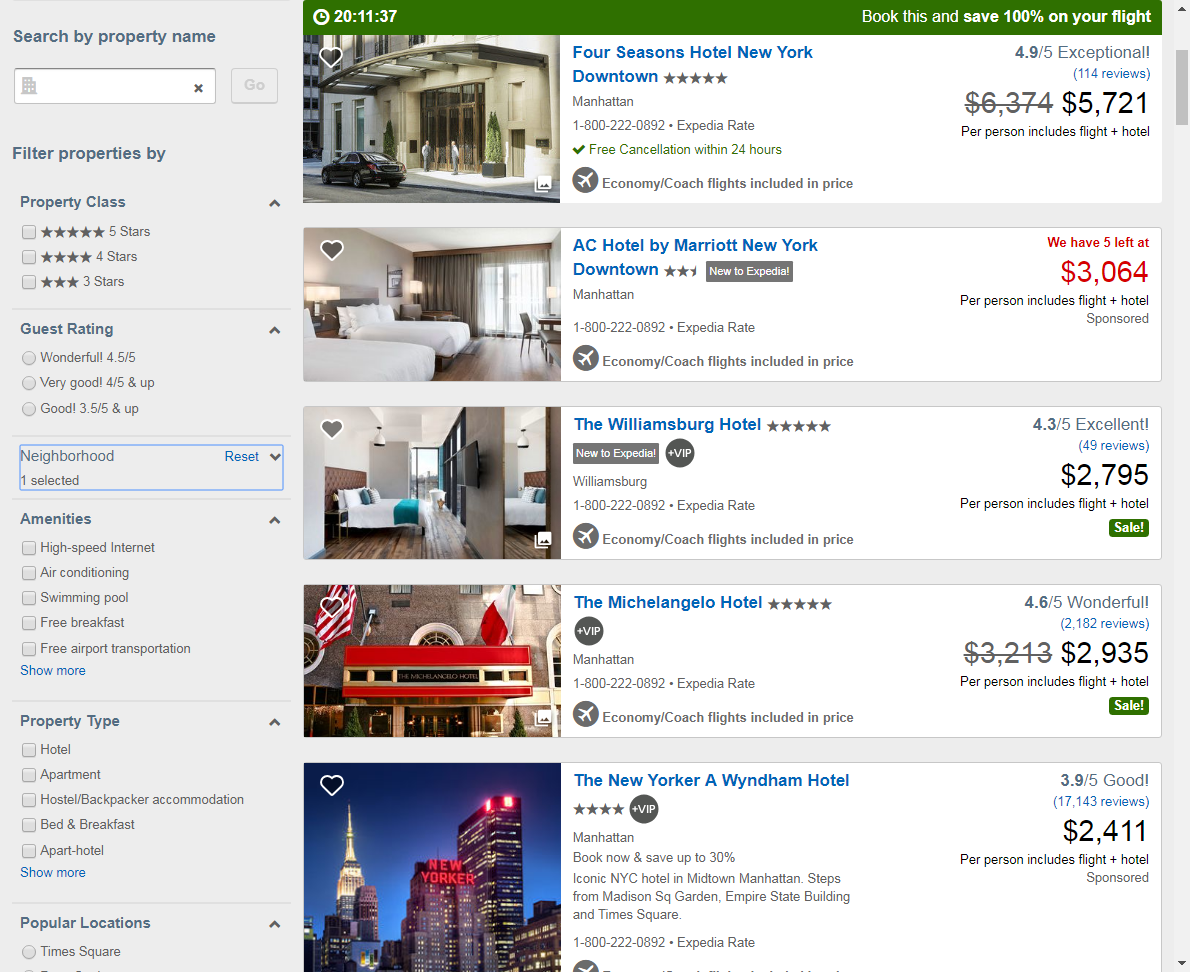 Search by property name
Go
Filter properties by
Property Class
★★★★★ 5 Stars
★★★★ 4 Stars
★★★ 3 Stars
Guest Rating
Wonderful! 4.5/5
Very good! 4/5 & up
Good! 3.5/5 & up
Neighborhood Reset
1 selected
Amenities
High-speed Internet
Air conditioning
Swimming pool
Free breakfast
Free airport transportation
Show more
Property Type
Hotel
Apartment
Hostel/Backpacker accommodation
Bed & Breakfast
Apart-hotel
Show more
Popular Locations
Times Square
20:11:37 Book this and save 100% on your flight
Four Seasons Hotel New York
Downtown ★★★★★
Manhattan
1-800-222-0892 • Expedia Rate
Free Cancellation within 24 hours
Economy/Coach flights included in price
4.9/5 Exceptional!
(114 reviews)
$6,374 $5,721
Per person includes flight + hotel
AC Hotel by Marriott New York
Downtown New to Expedia!
Manhattan
1-800-222-0892 • Expedia Rate
Economy/Coach flights included in price
We have 5 left at
$3,064
Per person includes flight + hotel
Sponsored
The Williamsburg Hotel ★★★★★
New to Expedia! +VIP
Williamsburg
1-800-222-0892 • Expedia Rate
Economy/Coach flights included in price
4.3/5 Excellent!
(49 reviews)
$2,795
Per person includes flight + hotel
Sale!
THE MICHELANGELO HOTEL
The Michelangelo Hotel ★★★★★
+VIP
Manhattan
1-800-222-0892 • Expedia Rate
Economy/Coach flights included in price
4.6/5 Wonderful!
(2,182 reviews)
$3,213 $2,935
Per person includes flight + hotel
Sale!
NEW
YORKER
The New Yorker A Wyndham Hotel
★★★★ +VIP
Manhattan
Book now & save up to 30%
Iconic NYC hotel in Midtown Manhattan. Steps
from Madison Sq Garden, Empire State Building
and Times Square.
1-800-222-0892 • Expedia Rate
3.9/5 Good!
(17,143 reviews)
$2,411
Per person includes flight + hotel
Sponsored